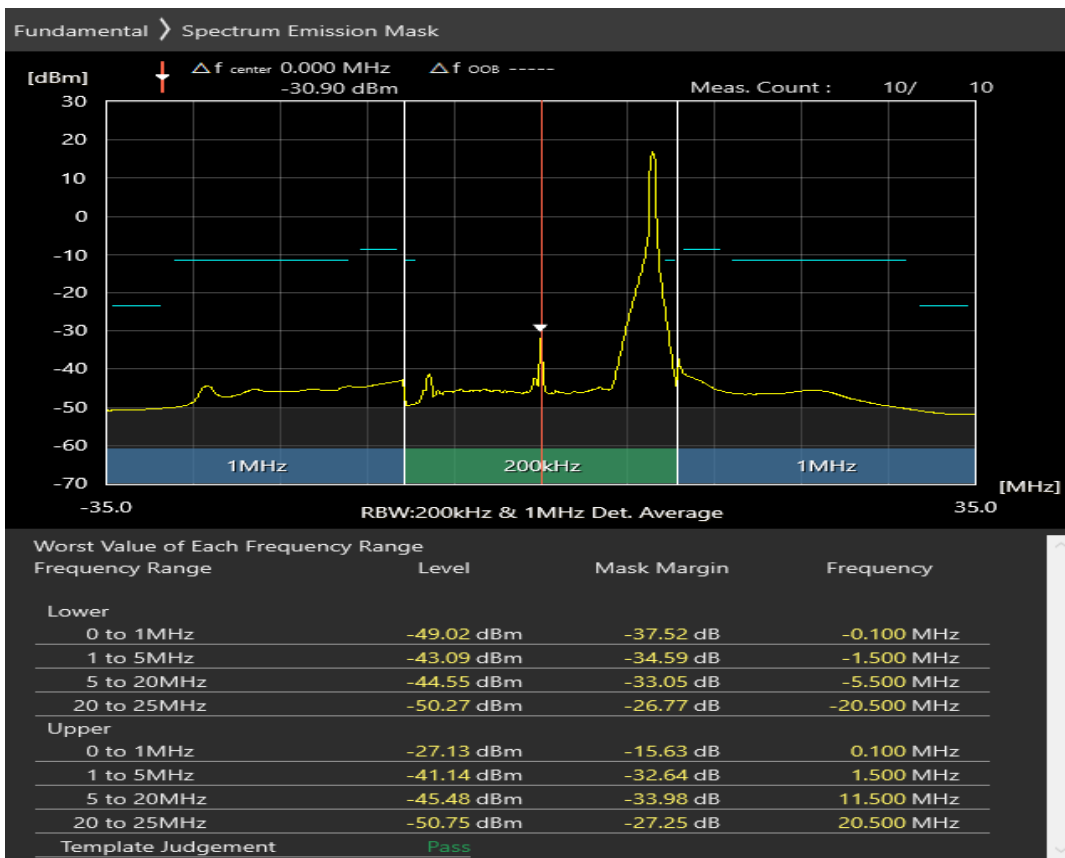 Fundamental 〉 Spectrum Emission Mask
[dBm] △f center 0.000 MHz △f OOB -----
-30.90 dBm Meas. Count : 10/ 10
30
20
10
0
-10
-20
-30
-40
-50
-60
1MHz 200kHz 1MHz
-70
[MHz]
-35.0 RBW:200kHz & 1MHz Det. Average 35.0
Worst Value of Each Frequency Range
Frequency Range Level Mask Margin Frequency
Lower
0 to 1MHz -49.02 dBm -37.52 dB -0.100 MHz
1 to 5MHz -43.09 dBm -34.59 dB -1.500 MHz
5 to 20MHz -44.55 dBm -33.05 dB -5.500 MHz
20 to 25MHz -50.27 dBm -26.77 dB -20.500 MHz
Upper
0 to 1MHz -27.13 dBm -15.63 dB 0.100 MHz
1 to 5MHz -41.14 dBm -32.64 dB 1.500 MHz
5 to 20MHz -45.48 dBm -33.98 dB 11.500 MHz
20 to 25MHz -50.75 dBm -27.25 dB 20.500 MHz
Template Judgement Pass